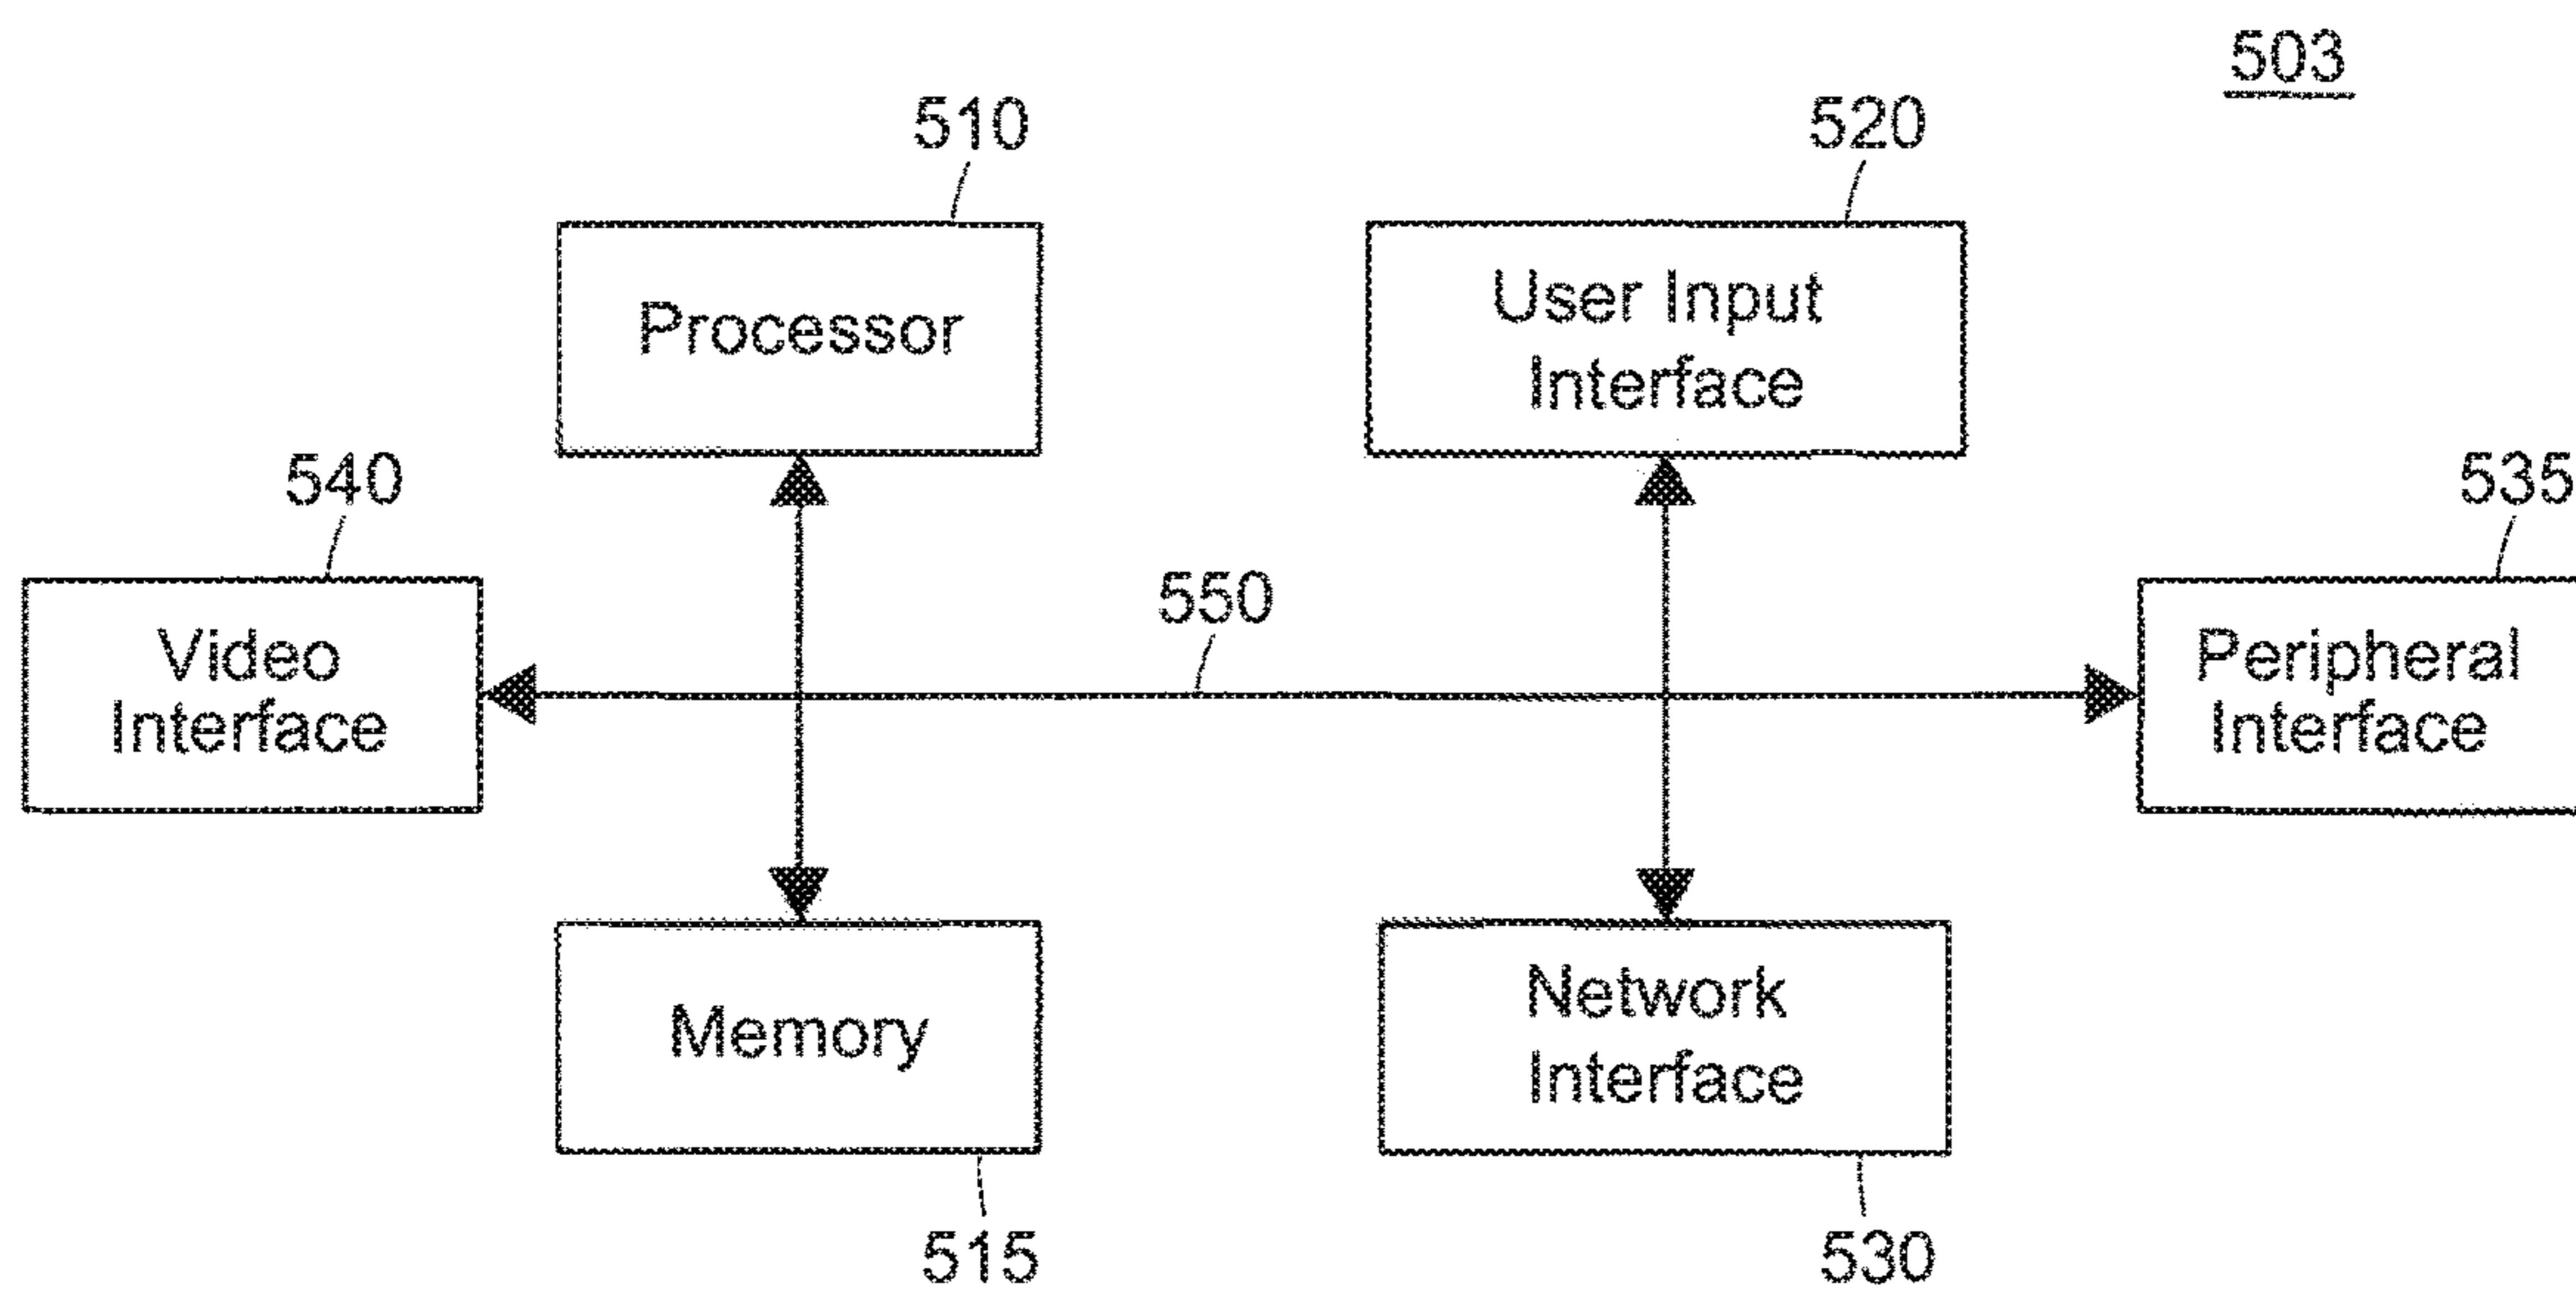 503
510
520
Processor
User Input
Interface
540
535
550
Video
Interface
Peripheral
Interface
Memory
Network
Interface
515
530